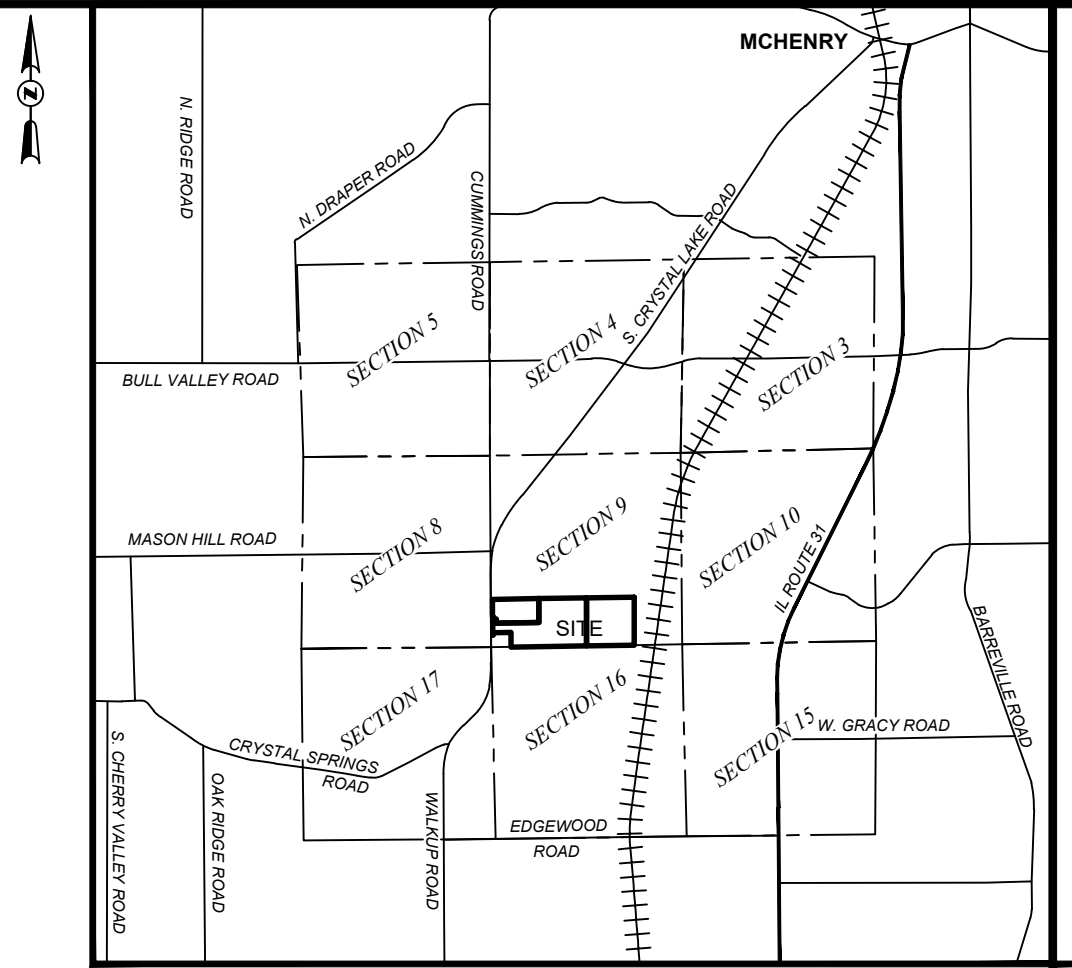 MCHENRY
N
N. RIDGE ROAD
N. DRAPER ROAD
CUMMINGS ROAD
S. CRYSTAL LAKE ROAD
SECTION 5
SECTION 4
SECTION 3
BULL VALLEY ROAD
SECTION 8
SECTION 9
SECTION 10
MASON HILL ROAD
IL ROUTE 31
SITE
BARREVILLE ROAD
SECTION 17
SECTION 16
SECTION 15
W. GRACY ROAD
CRYSTAL SPRINGS
ROAD
S. CHERRY VALLEY ROAD
OAK RIDGE ROAD
WALKUP ROAD
EDGEWOOD
ROAD